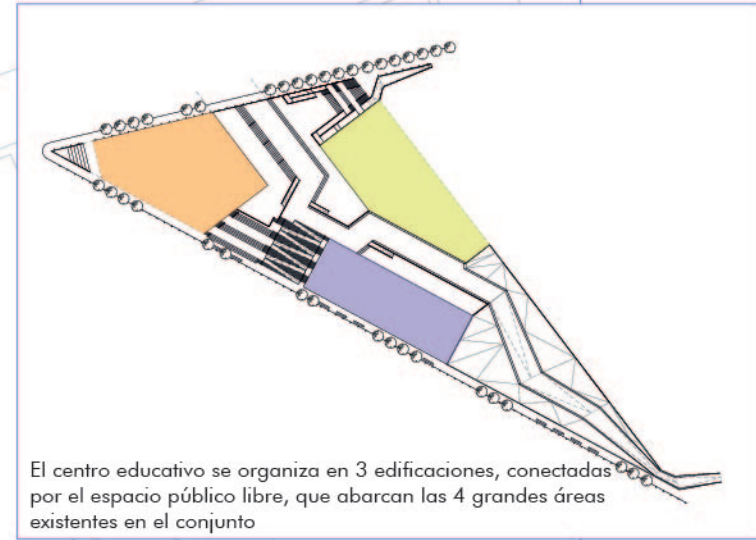 El centro educativo se organiza en 3 edificaciones, conectadas
por el espacio público libre, que abarcan las 4 grandes áreas
existentes en el conjunto